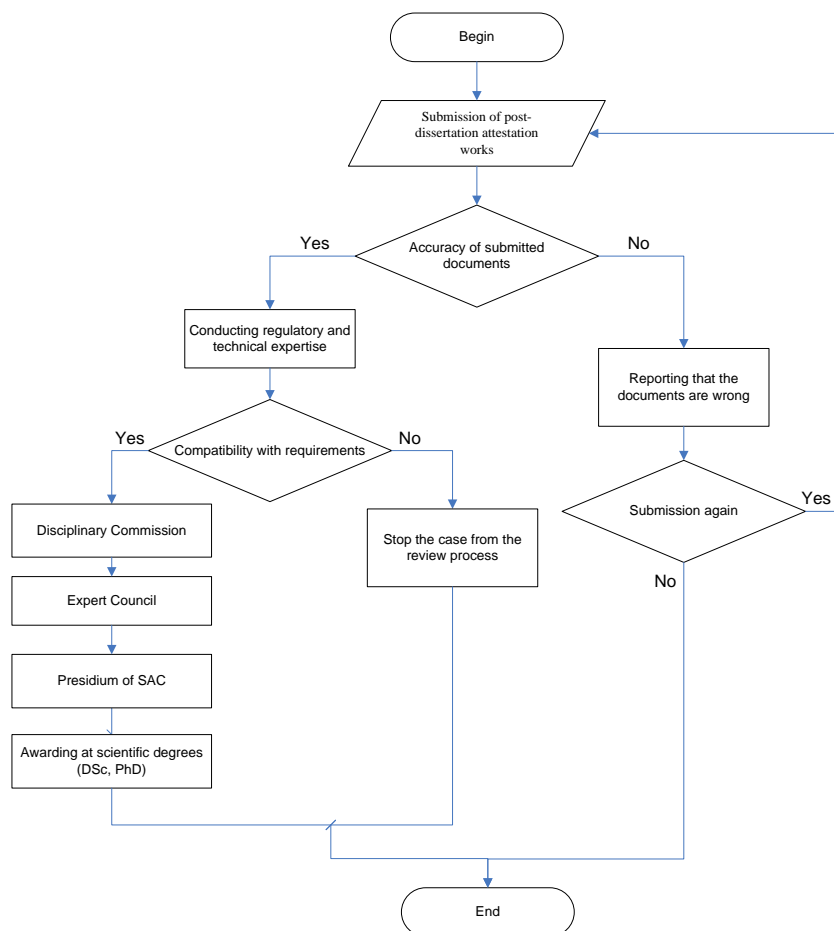 Begin
Submission of post-
dissertation attestation
works
Yes
Accuracy of submitted
documents
No
Conducting regulatory and
technical expertise
Reporting that the
documents are wrong
Yes
Compatibility with requirements
No
Submission again
Yes
Disciplinary Commission
Stop the case from the
review process
No
Expert Council
Presidium of SAC
Awarding at scientific degrees
(DSc, PhD)
End